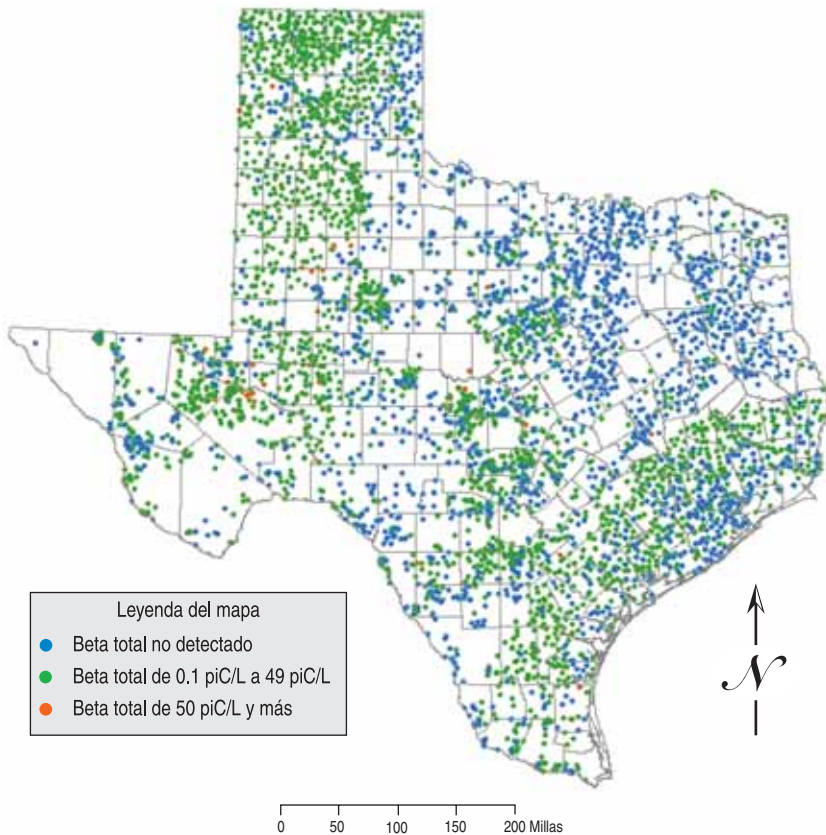 Leyenda del mapa
Beta total no detectado
Beta total de 0.1 piC/L a 49 piC/L
Beta total de 50 piC/L y más
N
0 50 100 150 200 Millas